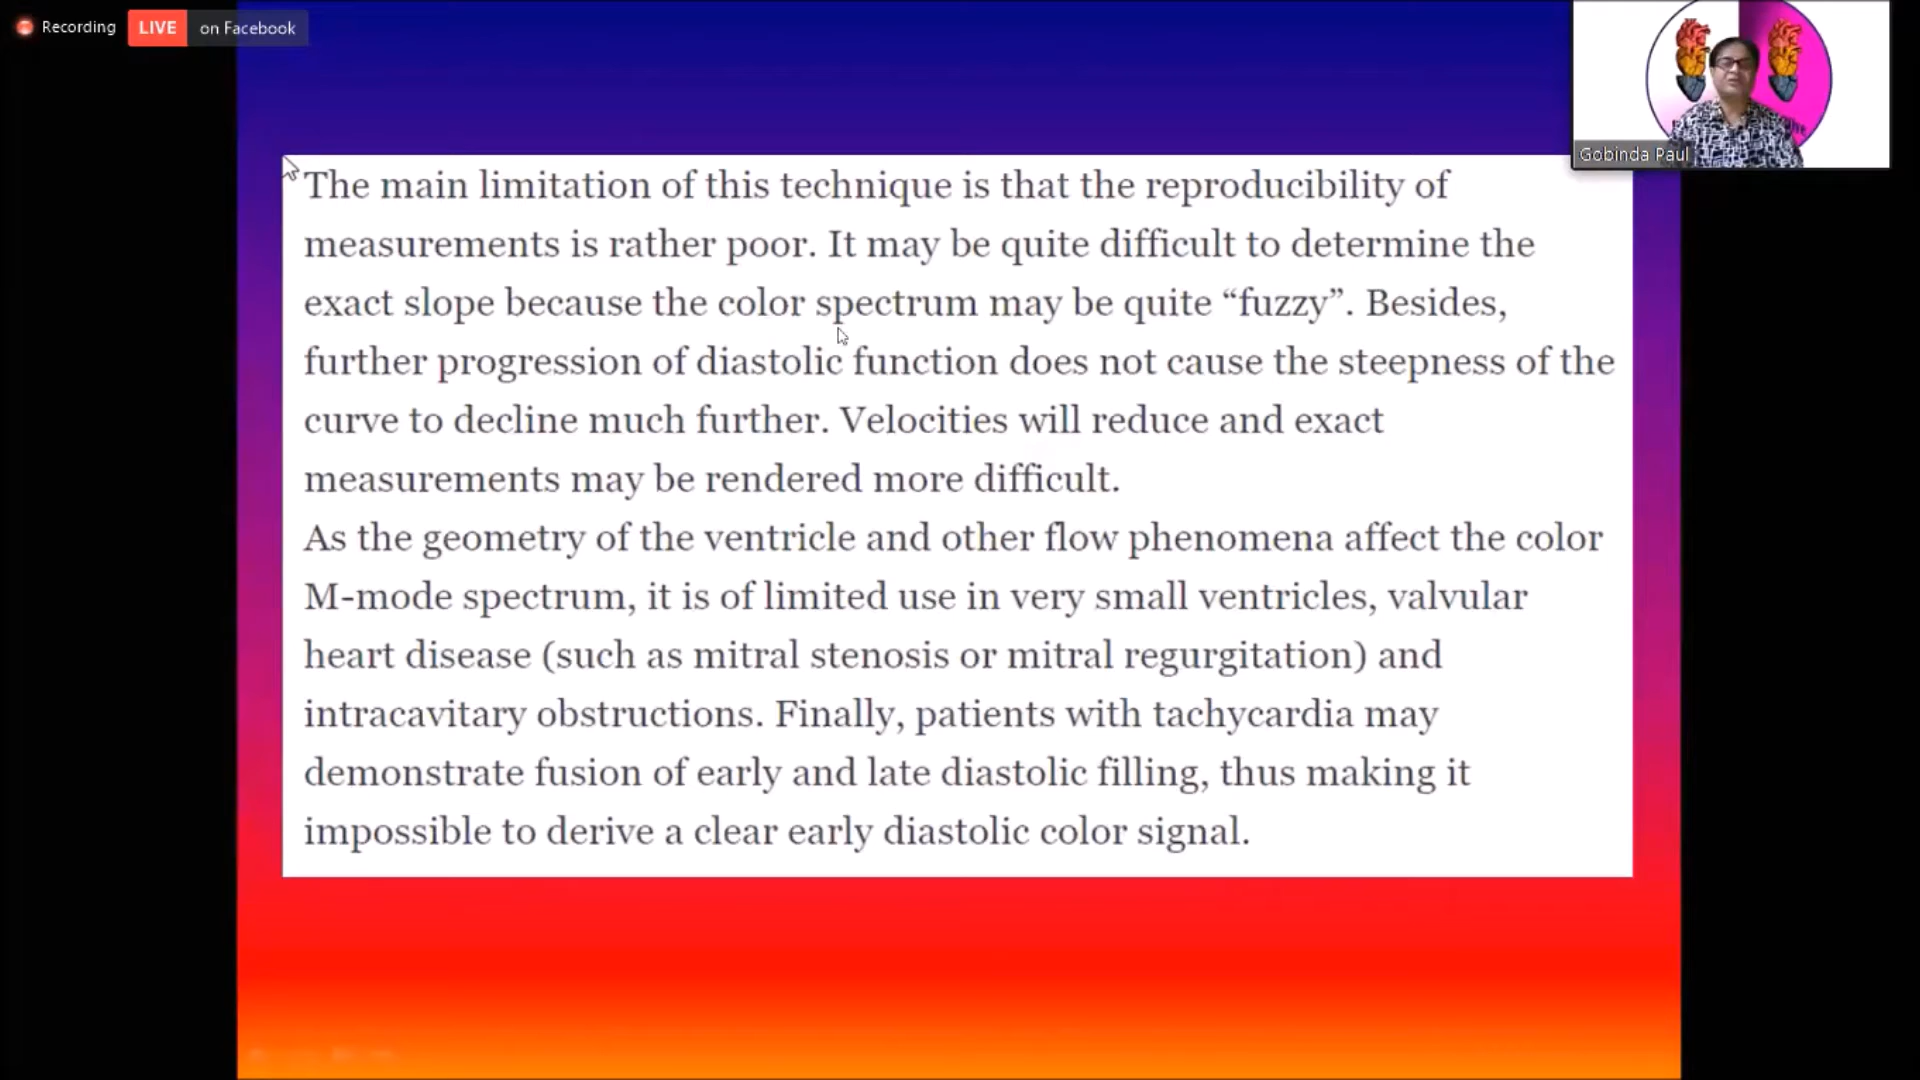 Recording
LIVE on Facebook
Gobinda Paul
The main limitation of this technique is that the reproducibility of
measurements is rather poor. It may be quite difficult to determine the
exact slope because the color spectrum may be quite “fuzzy”. Besides,
further progression of diastolic function does not cause the steepness of the
curve to decline much further. Velocities will reduce and exact
measurements may be rendered more difficult.
As the geometry of the ventricle and other flow phenomena affect the color
M-mode spectrum, it is of limited use in very small ventricles, valvular
heart disease (such as mitral stenosis or mitral regurgitation) and
intracavitary obstructions. Finally, patients with tachycardia may
demonstrate fusion of early and late diastolic filling, thus making it
impossible to derive a clear early diastolic color signal.